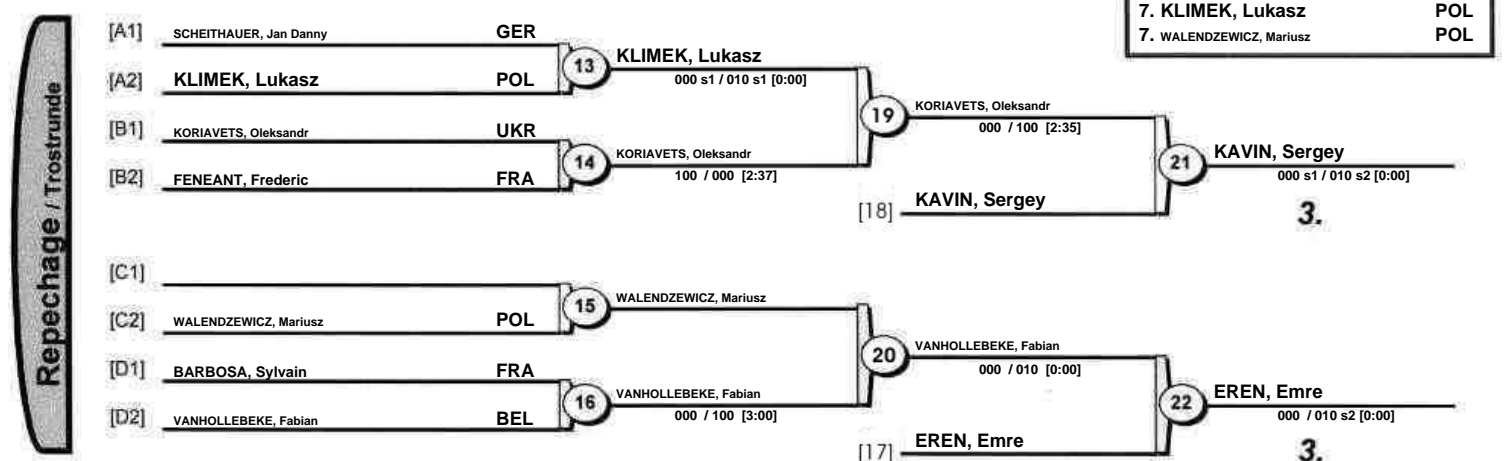 7. KLIMEK, Lukasz POL
7. WALENDZEWICZ, Mariusz POL
Repechage / Trostrunde
[A1] SCHEITHAUER, Jan Danny GER
[A2] KLIMEK, Lukasz POL
13
KLIMEK, Lukasz
000 s1 / 010 s1 [0:00]
[B1] KORIAVETS, Oleksandr UKR
[B2] FENEANT, Frederic FRA
14
KORIAVETS, Oleksandr
100 / 000 [2:37]
19
KORIAVETS, Oleksandr
000 / 100 [2:35]
[18] KAVIN, Sergey
21
KAVIN, Sergey
000 s1 / 010 s2 [0:00]
3.
[C1]
[C2] WALENDZEWICZ, Mariusz POL
15
WALENDZEWICZ, Mariusz
[D1] BARBOSA, Sylvain FRA
[D2] VANHOLLEBEKE, Fabian BEL
16
VANHOLLEBEKE, Fabian
000 / 100 [3:00]
20
VANHOLLEBEKE, Fabian
000 / 010 [0:00]
[17] EREN, Emre
22
EREN, Emre
000 / 010 s2 [0:00]
3.